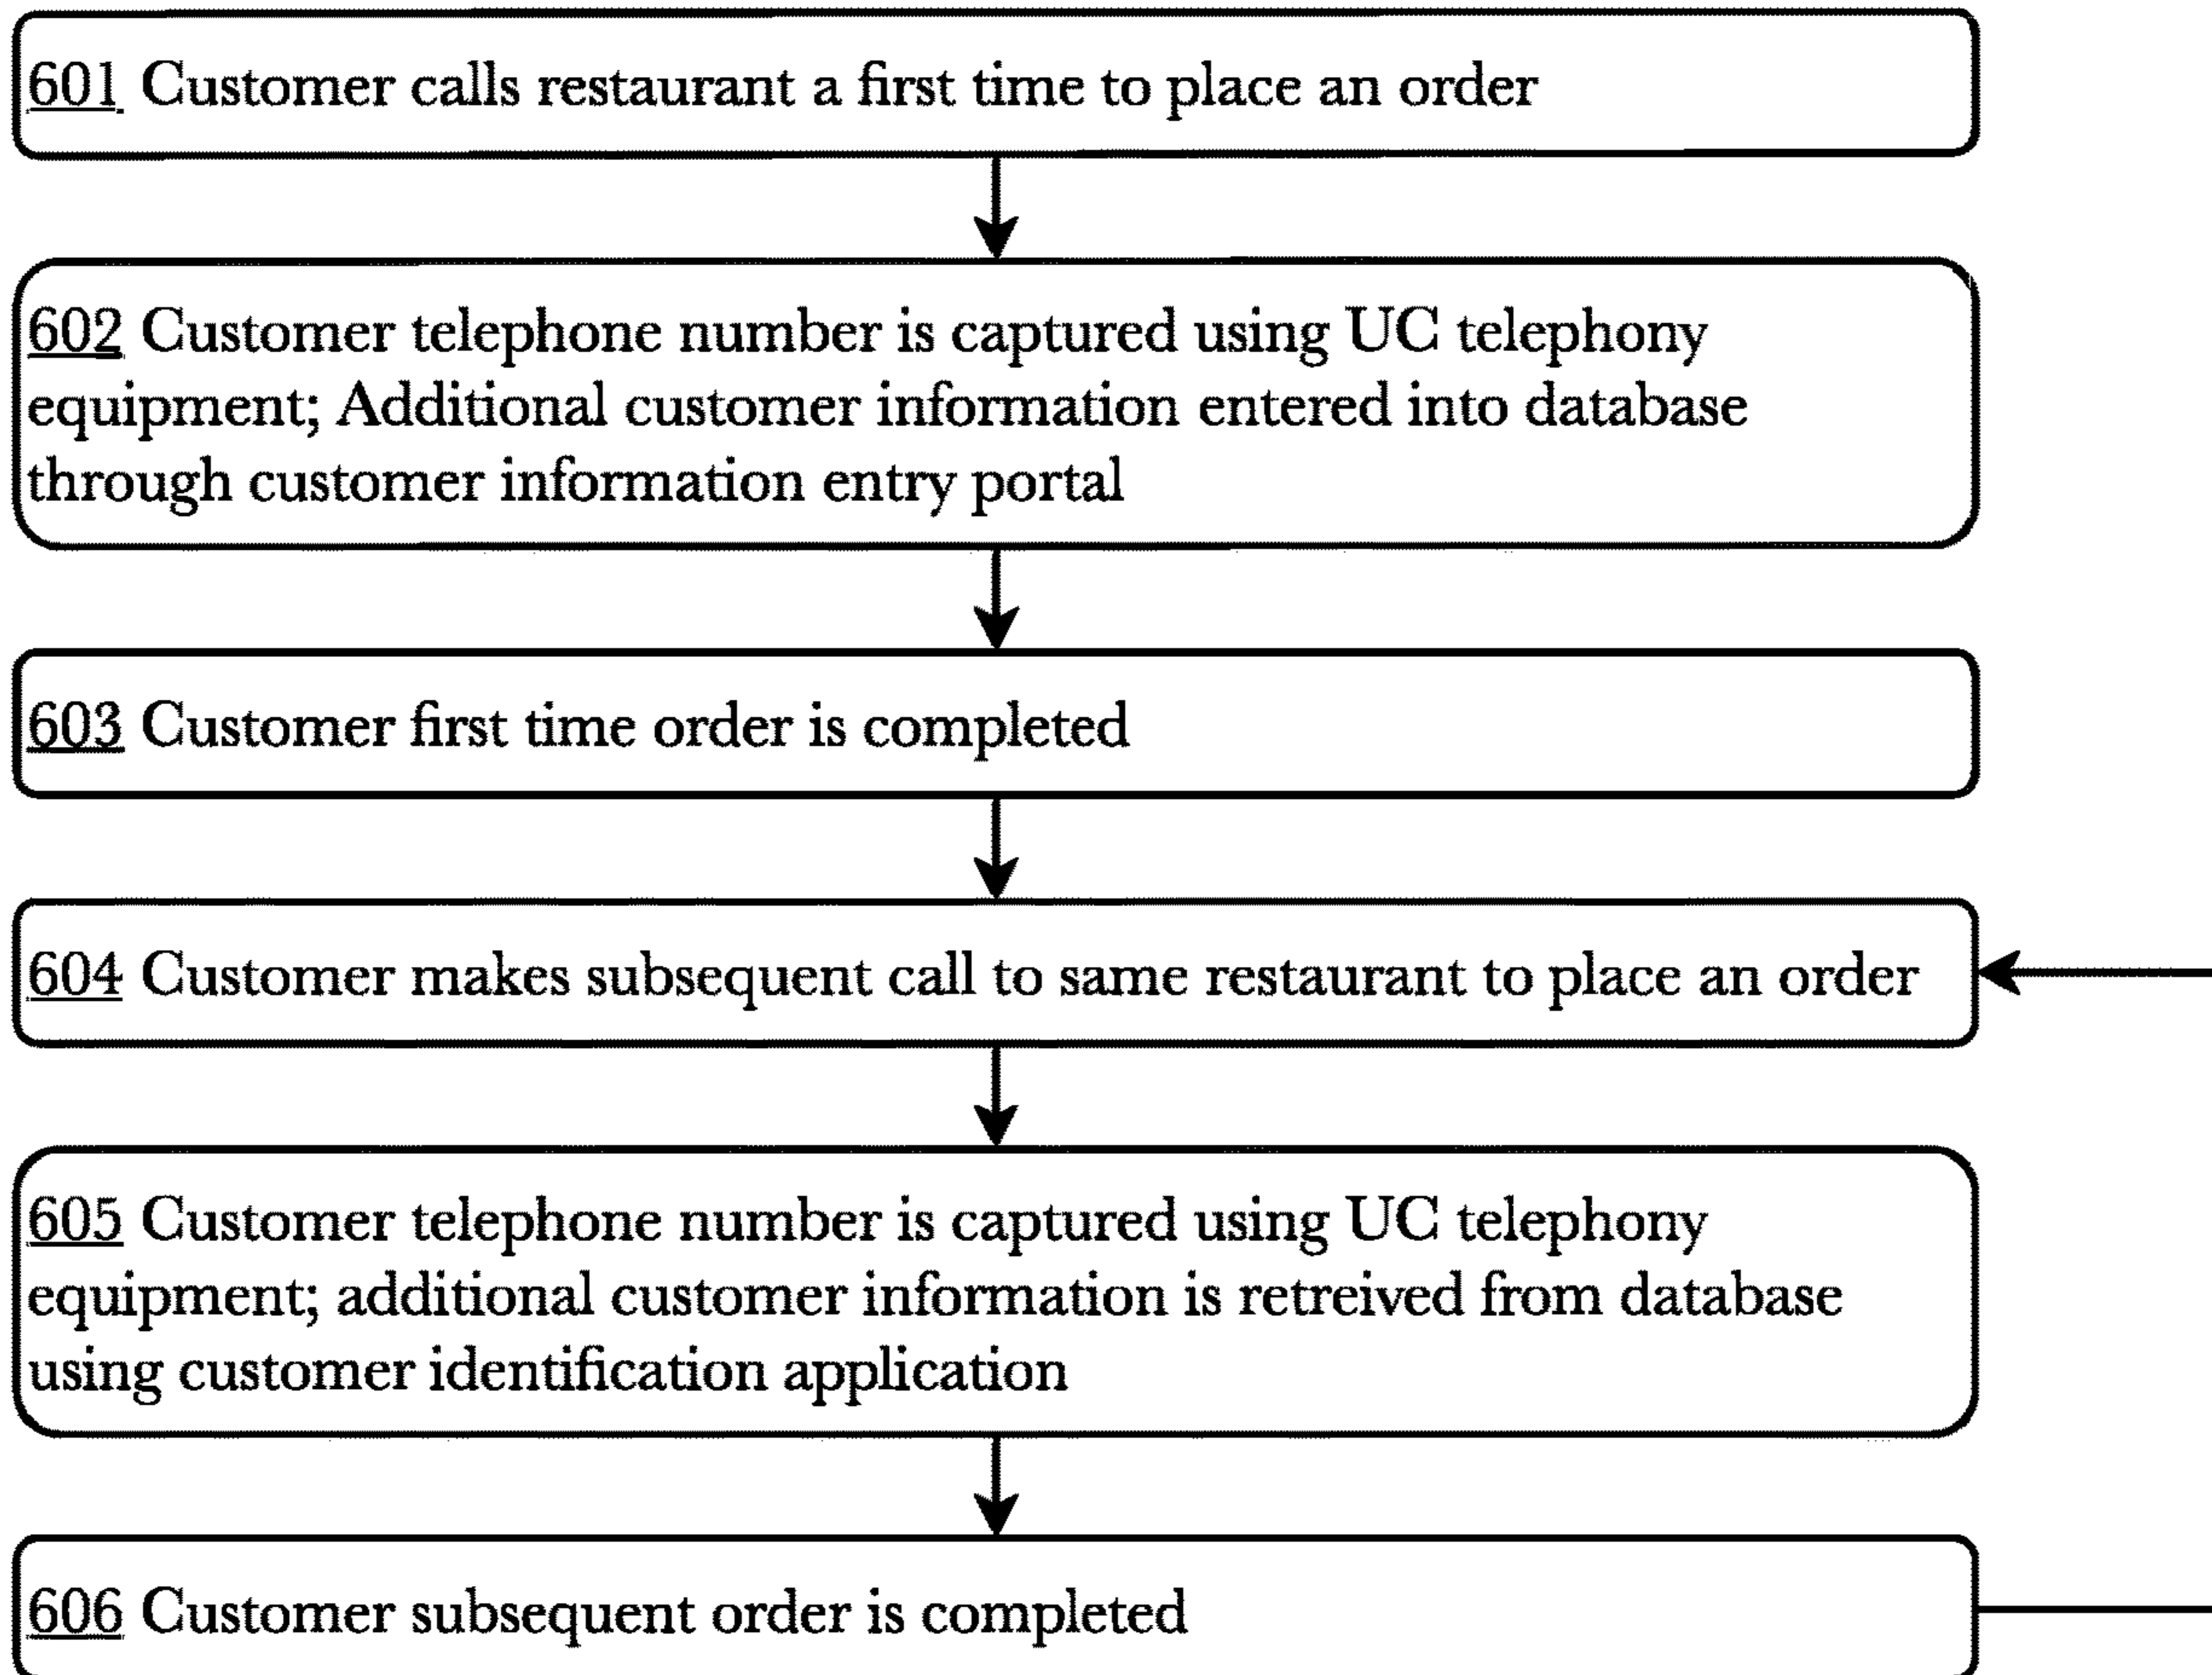 601 Customer calls restaurant a first time to place an order
602 Customer telephone number is captured using UC telephony
equipment; Additional customer information entered into database
through customer information entry portal
603 Customer first time order is completed
604 Customer makes subsequent call to same restaurant to place an order
605 Customer telephone number is captured using UC telephony
equipment; additional customer information is retreived from database
using customer identification application
606 Customer subsequent order is completed